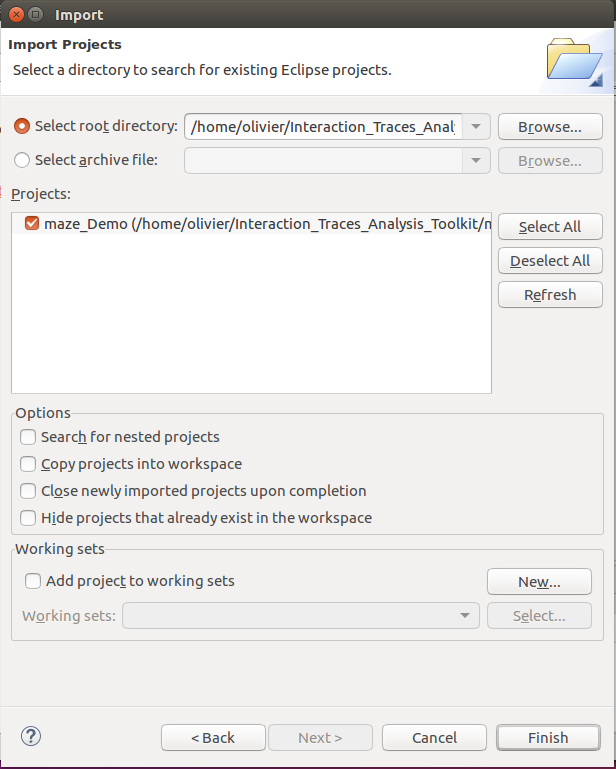 Import
Import Projects
Select a directory to search for existing Eclipse projects.
Select root directory: /home/olivier/Interaction_Traces_Anal Browse...
Select archive file: Browse...
Projects:
maze_Demo (/home/olivier/Interaction_Traces_Analysis_Toolkit/m
Select All
Deselect All
Refresh
Options
Search for nested projects
Copy projects into workspace
Close newly imported projects upon completion
Hide projects that already exist in the workspace
Working sets
Add project to working sets New...
Working sets: Select...
? < Back Next > Cancel Finish